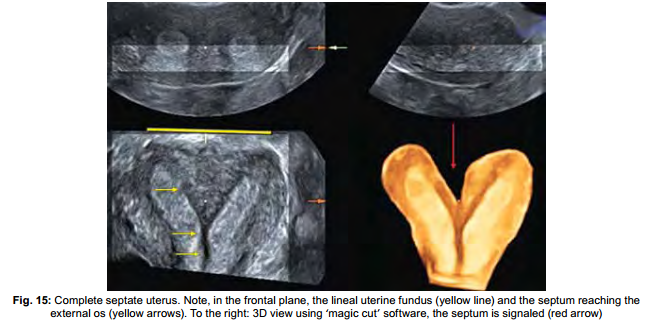 Fig. 15: Complete septate uterus. Note, in the frontal plane, the lineal uterine fundus (yellow line) and the septum reaching the
external os (yellow arrows). To the right: 3D view using ‘magic cut’ software, the septum is signaled (red arrow)